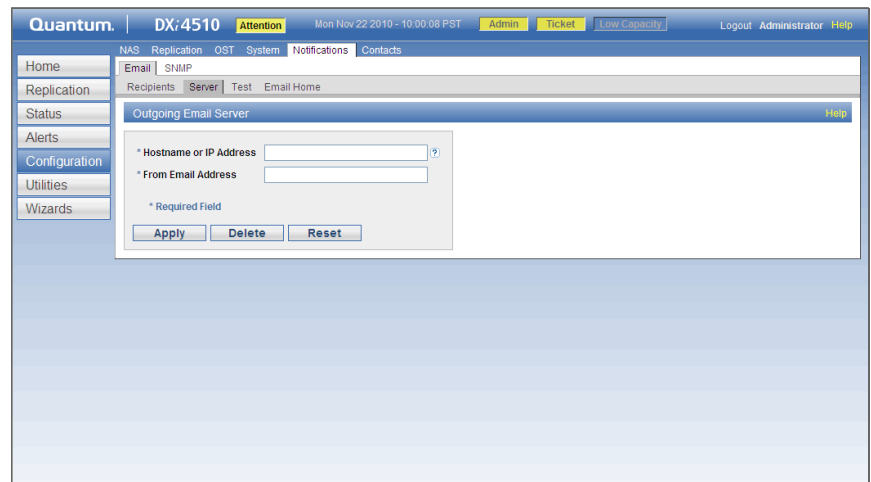 Quantum. DXi4510 Attention Mon Nov 22 2010 - 10:00:08 PST Admin Ticket Low Capacity Logout Administrator Help
NAS Replication OST System Notifications Contacts
Home
Email SNMP
Replication
Recipients Server Test Email Home
Status
Outgoing Email Server Help
Alerts
* Hostname or IP Address ?
Configuration
* From Email Address
Utilities
Wizards
* Required Field
Apply Delete Reset